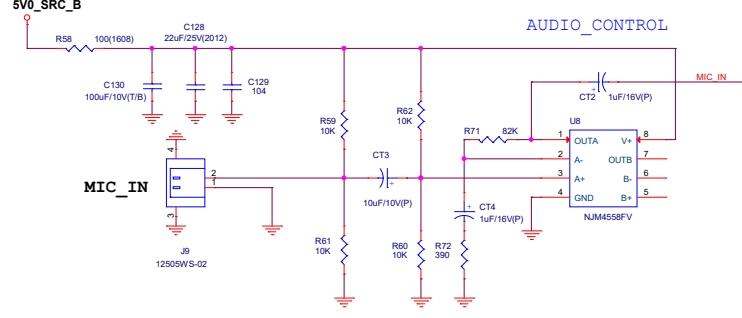 5V0_SRC_B
AUDIO_CONTROL
R58
100(1608)
C128
22uF/25V(2012)
C130
100uF/10V(T/B)
C129
104
MIC_IN
CT2
1uF/16V(P)
R59
10K
R62
10K
R71
82K
U8
1
OUTA
V+
8
2
A-
OUTB
7
3
A+
B-
6
4
GND
B+
5
NJM4558FV
4
MIC_IN
2
1
3
J9
12505WS-02
CT3
+
10uF/10V(P)
+
CT4
1uF/16V(P)
+
R61
10K
R60
10K
R72
390